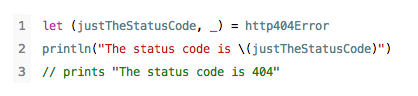 1 let (justTheStatusCode, _) = http404Error
2 println("The status code is \(justTheStatusCode)")
3 // prints "The status code is 404"